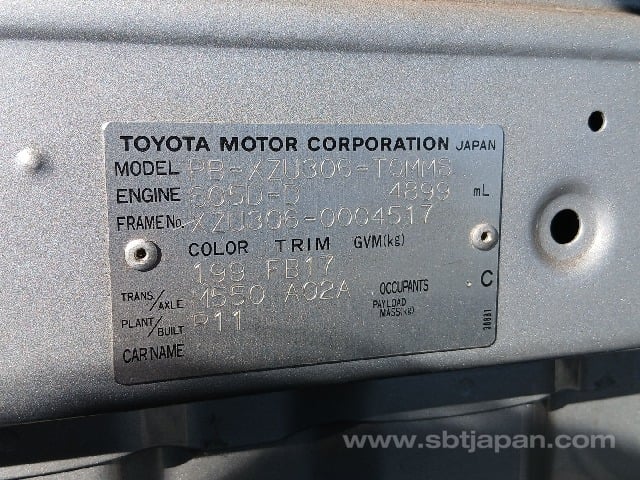 TOYOTA MOTOR CORPORATION JAPAN
MODEL PB-XZU306-TQMMS
ENGINE S05D-D 4899 mL
FRAME No. XZU306-0004517
COLOR TRIM GVM(kg)
199 FB17
TRANS./AXLE M550 A02A OCCUPANTS C
PLANT/BUILT P11 PAYLOAD MASS(kg)
CAR NAME
www.sbtjapan.com